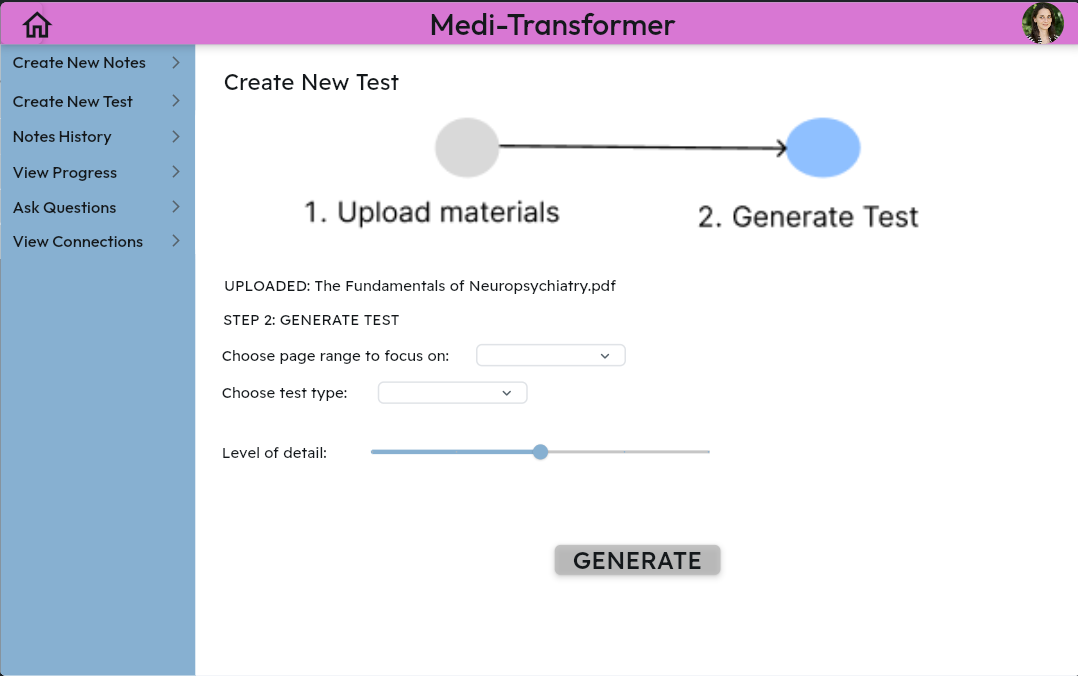 Medi-Transformer
Create New Notes
Create New Test
Notes History
View Progress
Ask Questions
View Connections
Create New Test
1. Upload materials
2. Generate Test
UPLOADED: The Fundamentals of Neuropsychiatry.pdf
STEP 2: GENERATE TEST
Choose page range to focus on:
Choose test type:
Level of detail:
GENERATE